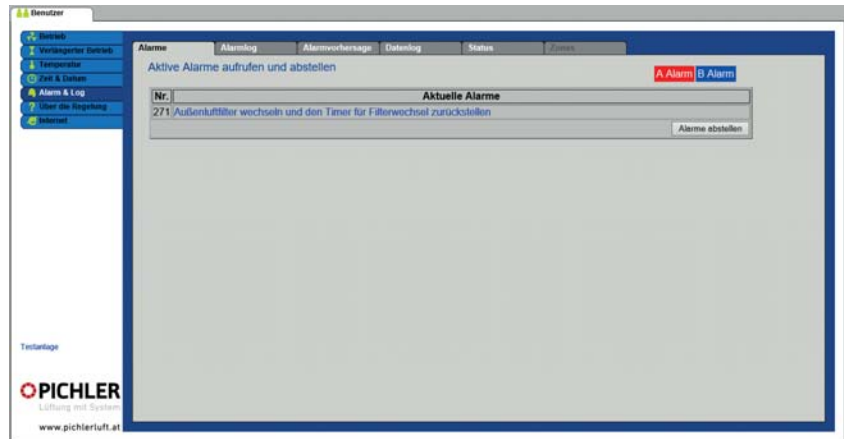 Benutzer
Betrieb
Verlängerter Betrieb
Temperatur
Zeit & Datum
Alarm & Log
Über die Regelung
Internet
Alarme Alarmlog Alarmvorhersage Datenlog Status Zonen
Aktive Alarme aufrufen und abstellen
A Alarm B Alarm
Nr. Aktuelle Alarme
271 Außenluftfilter wechseln und den Timer für Filterwechsel zurückstellen
Alarme abstellen
Testanlage
PICHLER
Lüftung mit System
www.pichlerluft.at